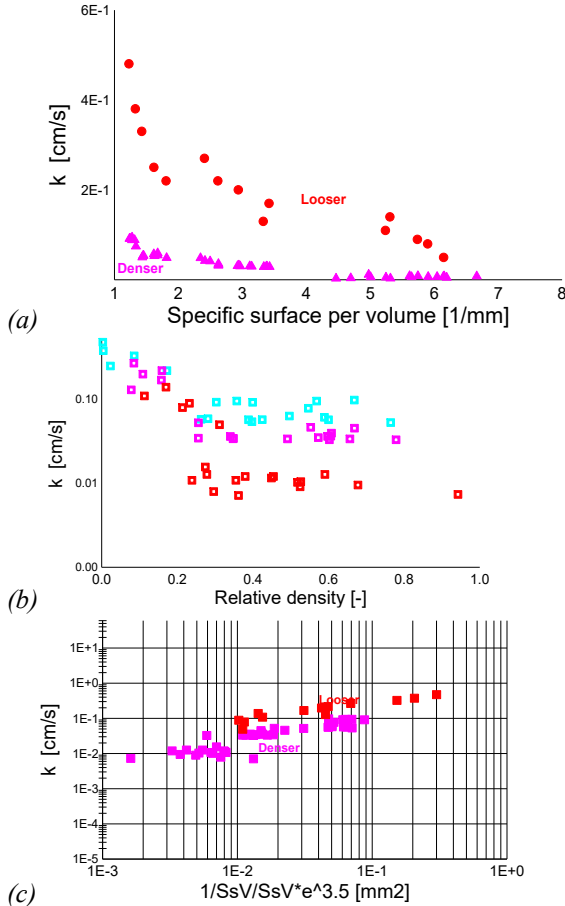 6E-1
4E-1
2E-1
k [cm/s]
Looser
Denser
1 2 3 4 5 6 7 8
(a) Specific surface per volume [1/mm]
0.10
0.01
0.00
k [cm/s]
0.0 0.2 0.4 0.6 0.8 1.0
(b) Relative density [-]
1E+1
1E+0
1E-1
1E-2
1E-3
1E-4
1E-5
k [cm/s]
Looser
Denser
1E-3 1E-2 1E-1 1E+0
(c) 1/SsV/SsV*e^3.5 [mm2]